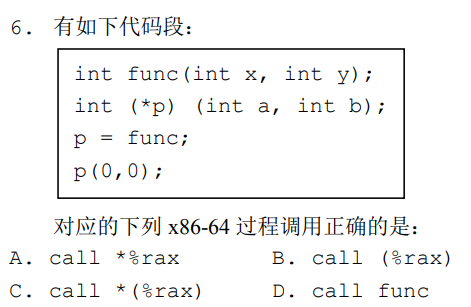 6. 有如下代码段：
int func(int x, int y);
int (*p) (int a, int b);
p = func;
p(0,0);
对应的下列 x86-64 过程调用正确的是：
A. call *%rax B. call (%rax)
C. call *(%rax) D. call func